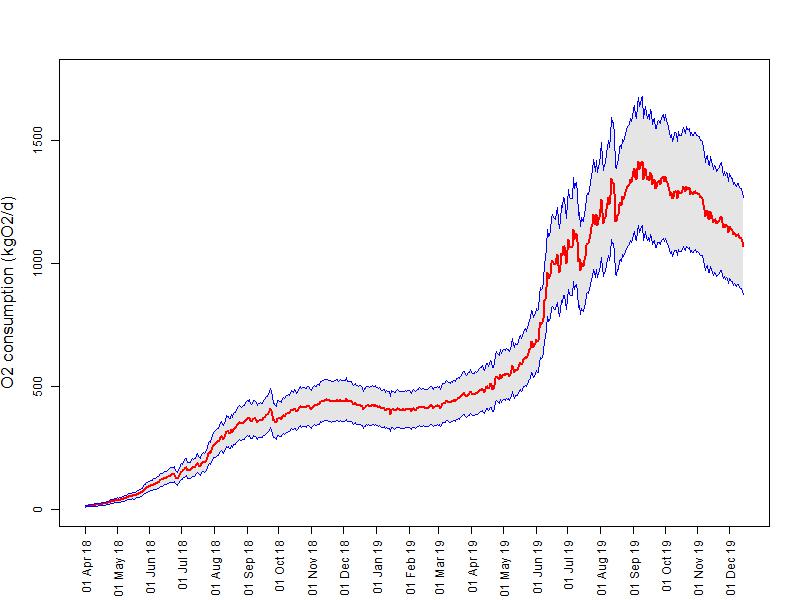 O2 consumption (kgO2/d)
1500
1000
500
0
01 Apr 18
01 May 18
01 Jun 18
01 Jul 18
01 Aug 18
01 Sep 18
01 Oct 18
01 Nov 18
01 Dec 18
01 Jan 19
01 Feb 19
01 Mar 19
01 Apr 19
01 May 19
01 Jun 19
01 Jul 19
01 Aug 19
01 Sep 19
01 Oct 19
01 Nov 19
01 Dec 19